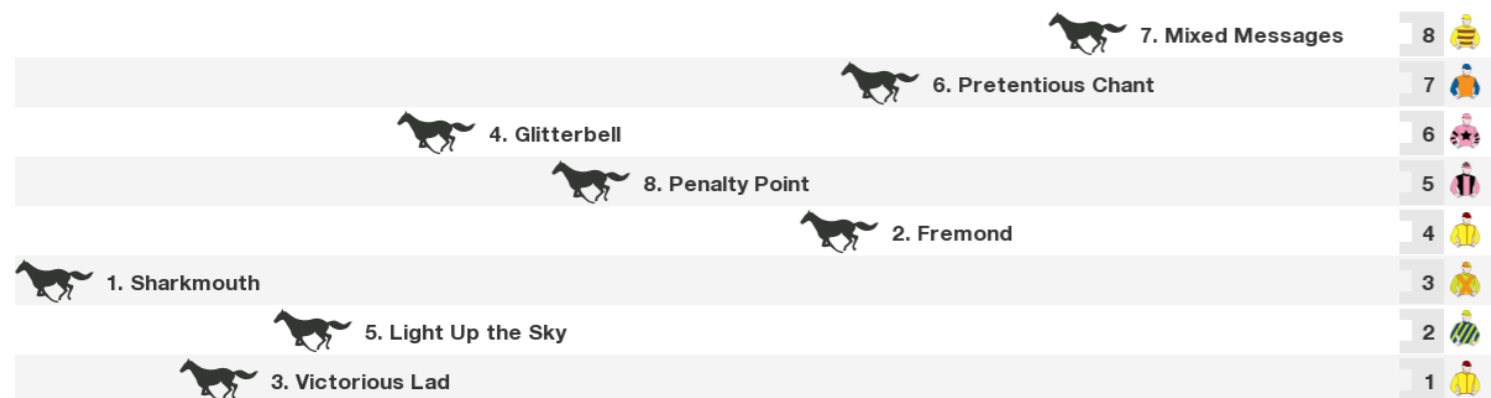 7. Mixed Messages 8
6. Pretentious Chant 7
4. Glitterbell 6
8. Penalty Point 5
2. Fremond 4
1. Sharkmouth 3
5. Light Up the Sky 2
3. Victorious Lad 1